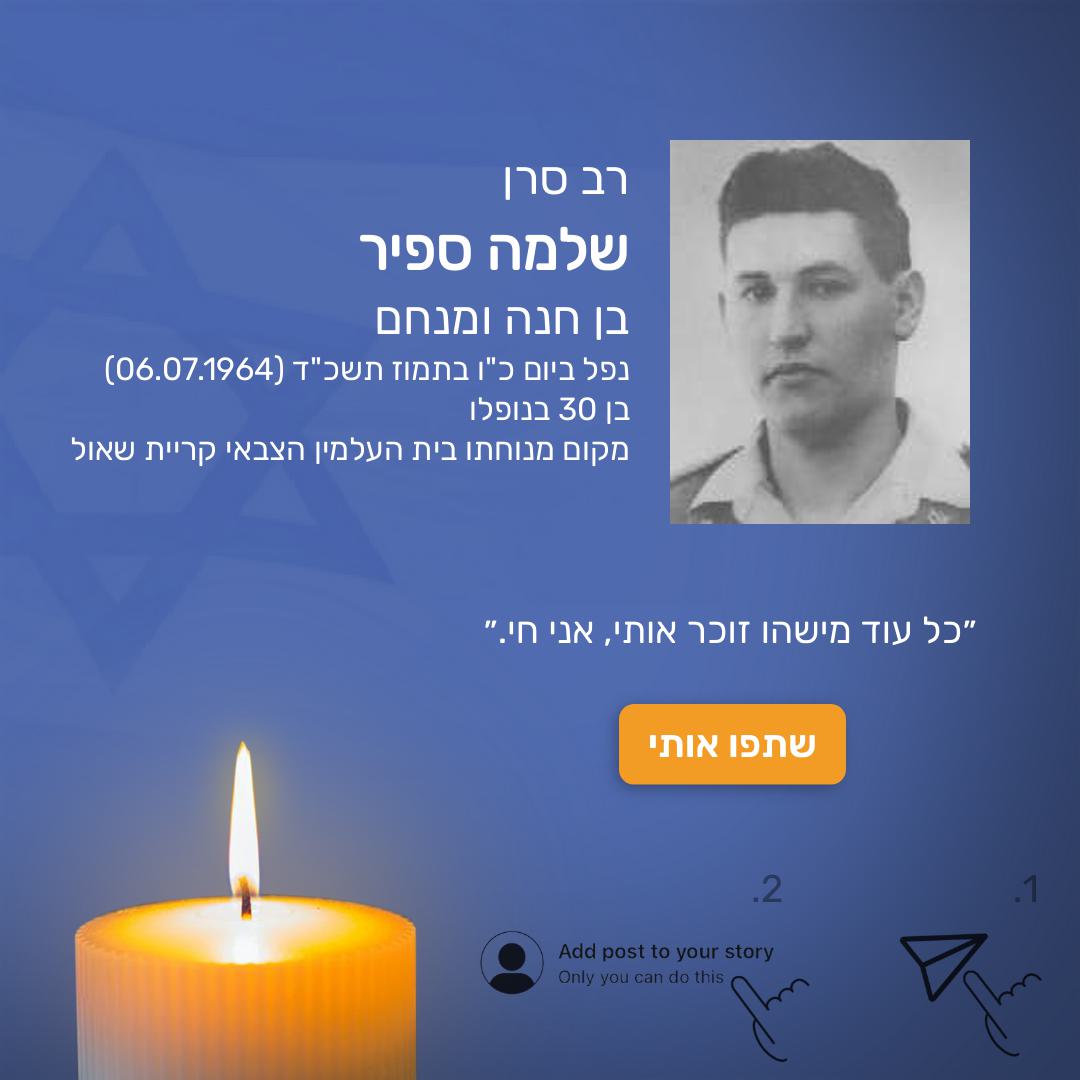 רב סרן
שלמה ספיר
בן חנה ומנחם
נפל ביום כ"ו בתמוז תשכ"ד (06.07.1964)
בן 30 בנופלו
מקום מנוחתו בית העלמין הצבאי קריית שאול
״כל עוד מישהו זוכר אותי, אני חי.״
שתפו אותי
.1
.2
Add post to your story
Only you can do this